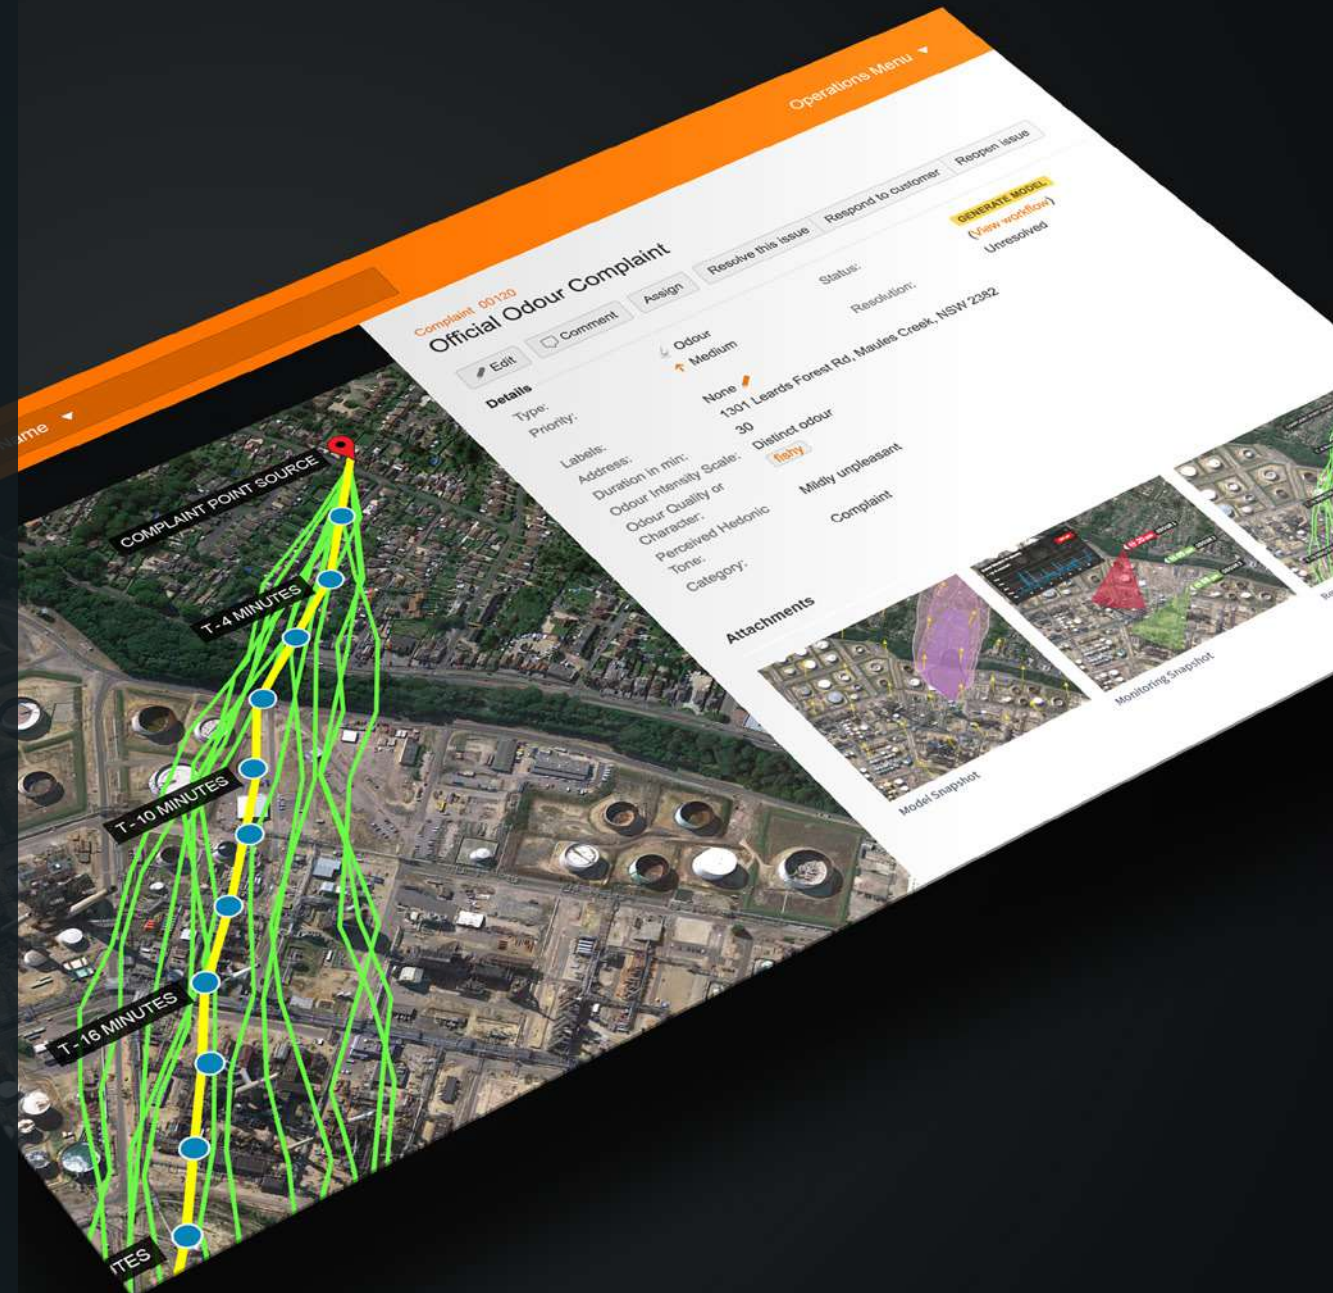 Operations Menu
Name
Complaint 00120
Official Odour Complaint
Edit
Comment
Assign
Resolve this issue
Respond to customer
Reopen issue
Details
Type: Odour
Priority: Medium
Status: GENERATE MODEL
(View workflow)
Resolution: Unresolved
Labels: None
Address: 1301 Leards Forest Rd, Maules Creek, NSW 2382
Duration in min: 30
Odour Intensity Scale: Distinct odour
Odour Quality or
Character: fishy
Perceived Hedonic
Tone: Mildly unpleasant
Category: Complaint
Attachments
Model Snapshot
Monitoring Snapshot
COMPLAINT POINT SOURCE
T - 4 MINUTES
T - 10 MINUTES
T - 16 MINUTES